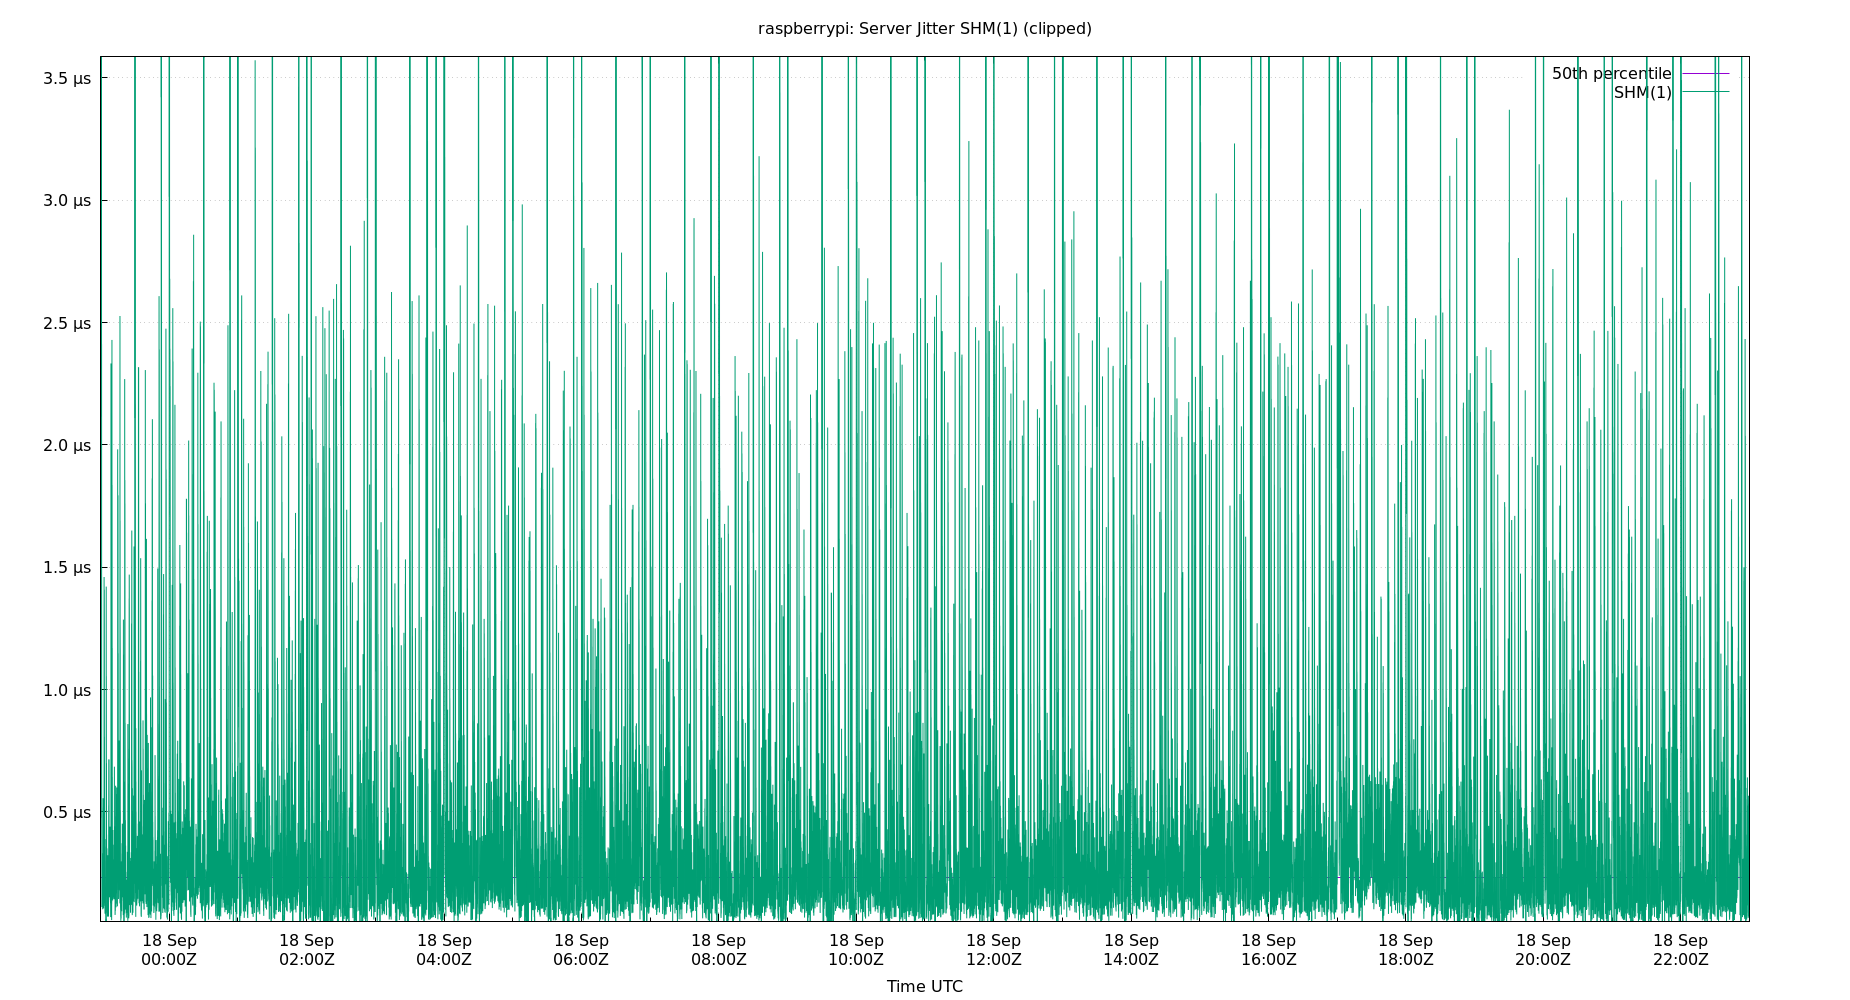 raspberrypi: Server Jitter SHM(1) (clipped)
50th percentile
SHM(1)
3.5 µs
3.0 µs
2.5 µs
2.0 µs
1.5 µs
1.0 µs
0.5 µs
18 Sep 18 Sep 18 Sep 18 Sep 18 Sep 18 Sep 18 Sep 18 Sep 18 Sep 18 Sep 18 Sep 18 Sep
00:00Z 02:00Z 04:00Z 06:00Z 08:00Z 10:00Z 12:00Z 14:00Z 16:00Z 18:00Z 20:00Z 22:00Z
Time UTC